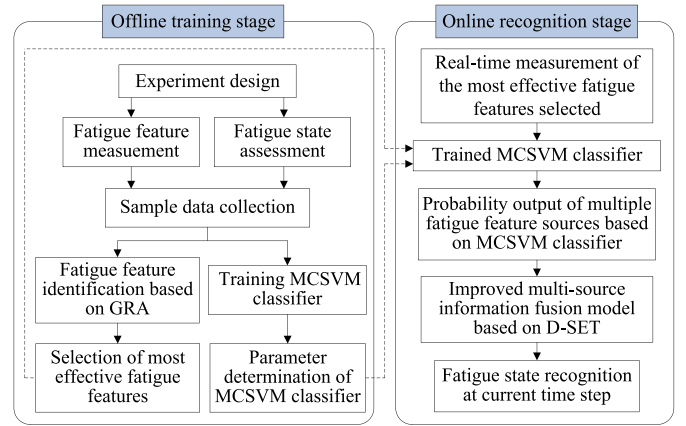 Offline training stage
Experiment design
Fatigue feature
measuement
Fatigue state
assessment
Sample data collection
Fatigue feature
identification based
on GRA
Training MCSVM
classifier
Selection of most
effective fatigue
features
Parameter
determination of
MCSVM classifier
Online recognition stage
Real-time measurement of
the most effective fatigue
features selected
Trained MCSVM classifier
Probability output of multiple
fatigue feature sources based
on MCSVM classifier
Improved multi-source
information fusion model
based on D-SET
Fatigue state recognition
at current time step